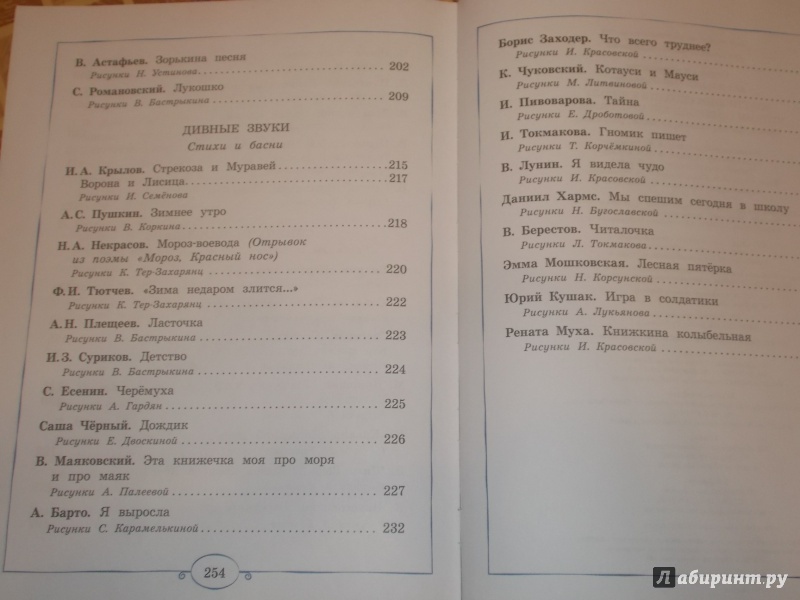 В. Астафьев. Зорькина песня
Рисунки Н. Устинова 202
С. Романовский. Лукошко
Рисунки В. Бастрыкина 209
ДИВНЫЕ ЗВУКИ
Стихи и басни
И. А. Крылов. Стрекоза и Муравей 215
Ворона и Лисица 217
Рисунки И. Семёнова
А. С. Пушкин. Зимнее утро
Рисунки В. Коркина 218
Н. А. Некрасов. Мороз-воевода (Отрывок
из поэмы «Мороз, Красный нос»)
Рисунки К. Тер-Захарянц 220
Ф. И. Тютчев. «Зима недаром злится...»
Рисунки К. Тер-Захарянц 222
А. Н. Плещеев. Ласточка
Рисунки В. Бастрыкина 223
И. З. Суриков. Детство
Рисунки В. Бастрыкина 224
С. Есенин. Черёмуха
Рисунки А. Гардян 225
Саша Чёрный. Дождик
Рисунки Е. Двоскиной 226
В. Маяковский. Эта книжечка моя про моря
и про маяк
Рисунки А. Палеевой 227
А. Барто. Я выросла
Рисунки С. Карамелькиной 232
254
Борис Заходер. Что всего труднее?
Рисунки И. Красовской
К. Чуковский. Котауси и Мауси
Рисунки М. Литвиновой
И. Пивоварова. Тайна
Рисунки Е. Дроботовой
И. Токмакова. Гномик пишет
Рисунки Т. Корчёмкиной
В. Лунин. Я видела чудо
Рисунки И. Красовской
Даниил Хармс. Мы спешим сегодня в школу
Рисунки Н. Бугославской
В. Берестов. Читалочка
Рисунки Л. Токмакова
Эмма Мошковская. Лесная пятёрка
Рисунки Н. Корсунской
Юрий Кушак. Игра в солдатики
Рисунки А. Лукьянова
Рената Муха. Книжкина колыбельная
Рисунки И. Красовской
Лабиринт.ру